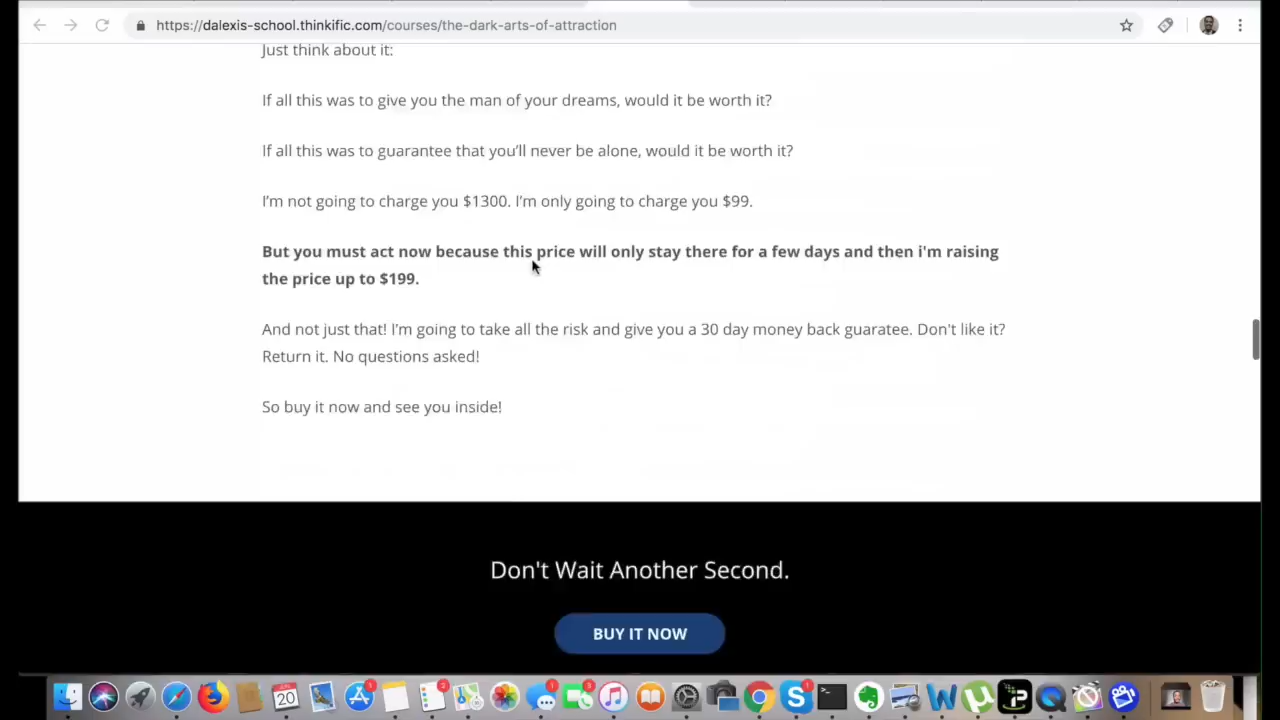 https://dalexis-school.thinkific.com/courses/the-dark-arts-of-attraction
Just think about it:
If all this was to give you the man of your dreams, would it be worth it?
If all this was to guarantee that you'll never be alone, would it be worth it?
I'm not going to charge you $1300. I'm only going to charge you $99.
But you must act now because this price will only stay there for a few days and then i'm raising
the price up to $199.
And not just that! I'm going to take all the risk and give you a 30 day money back guaratee. Don't like it?
Return it. No questions asked!
So buy it now and see you inside!
Don't Wait Another Second.
BUY IT NOW
20